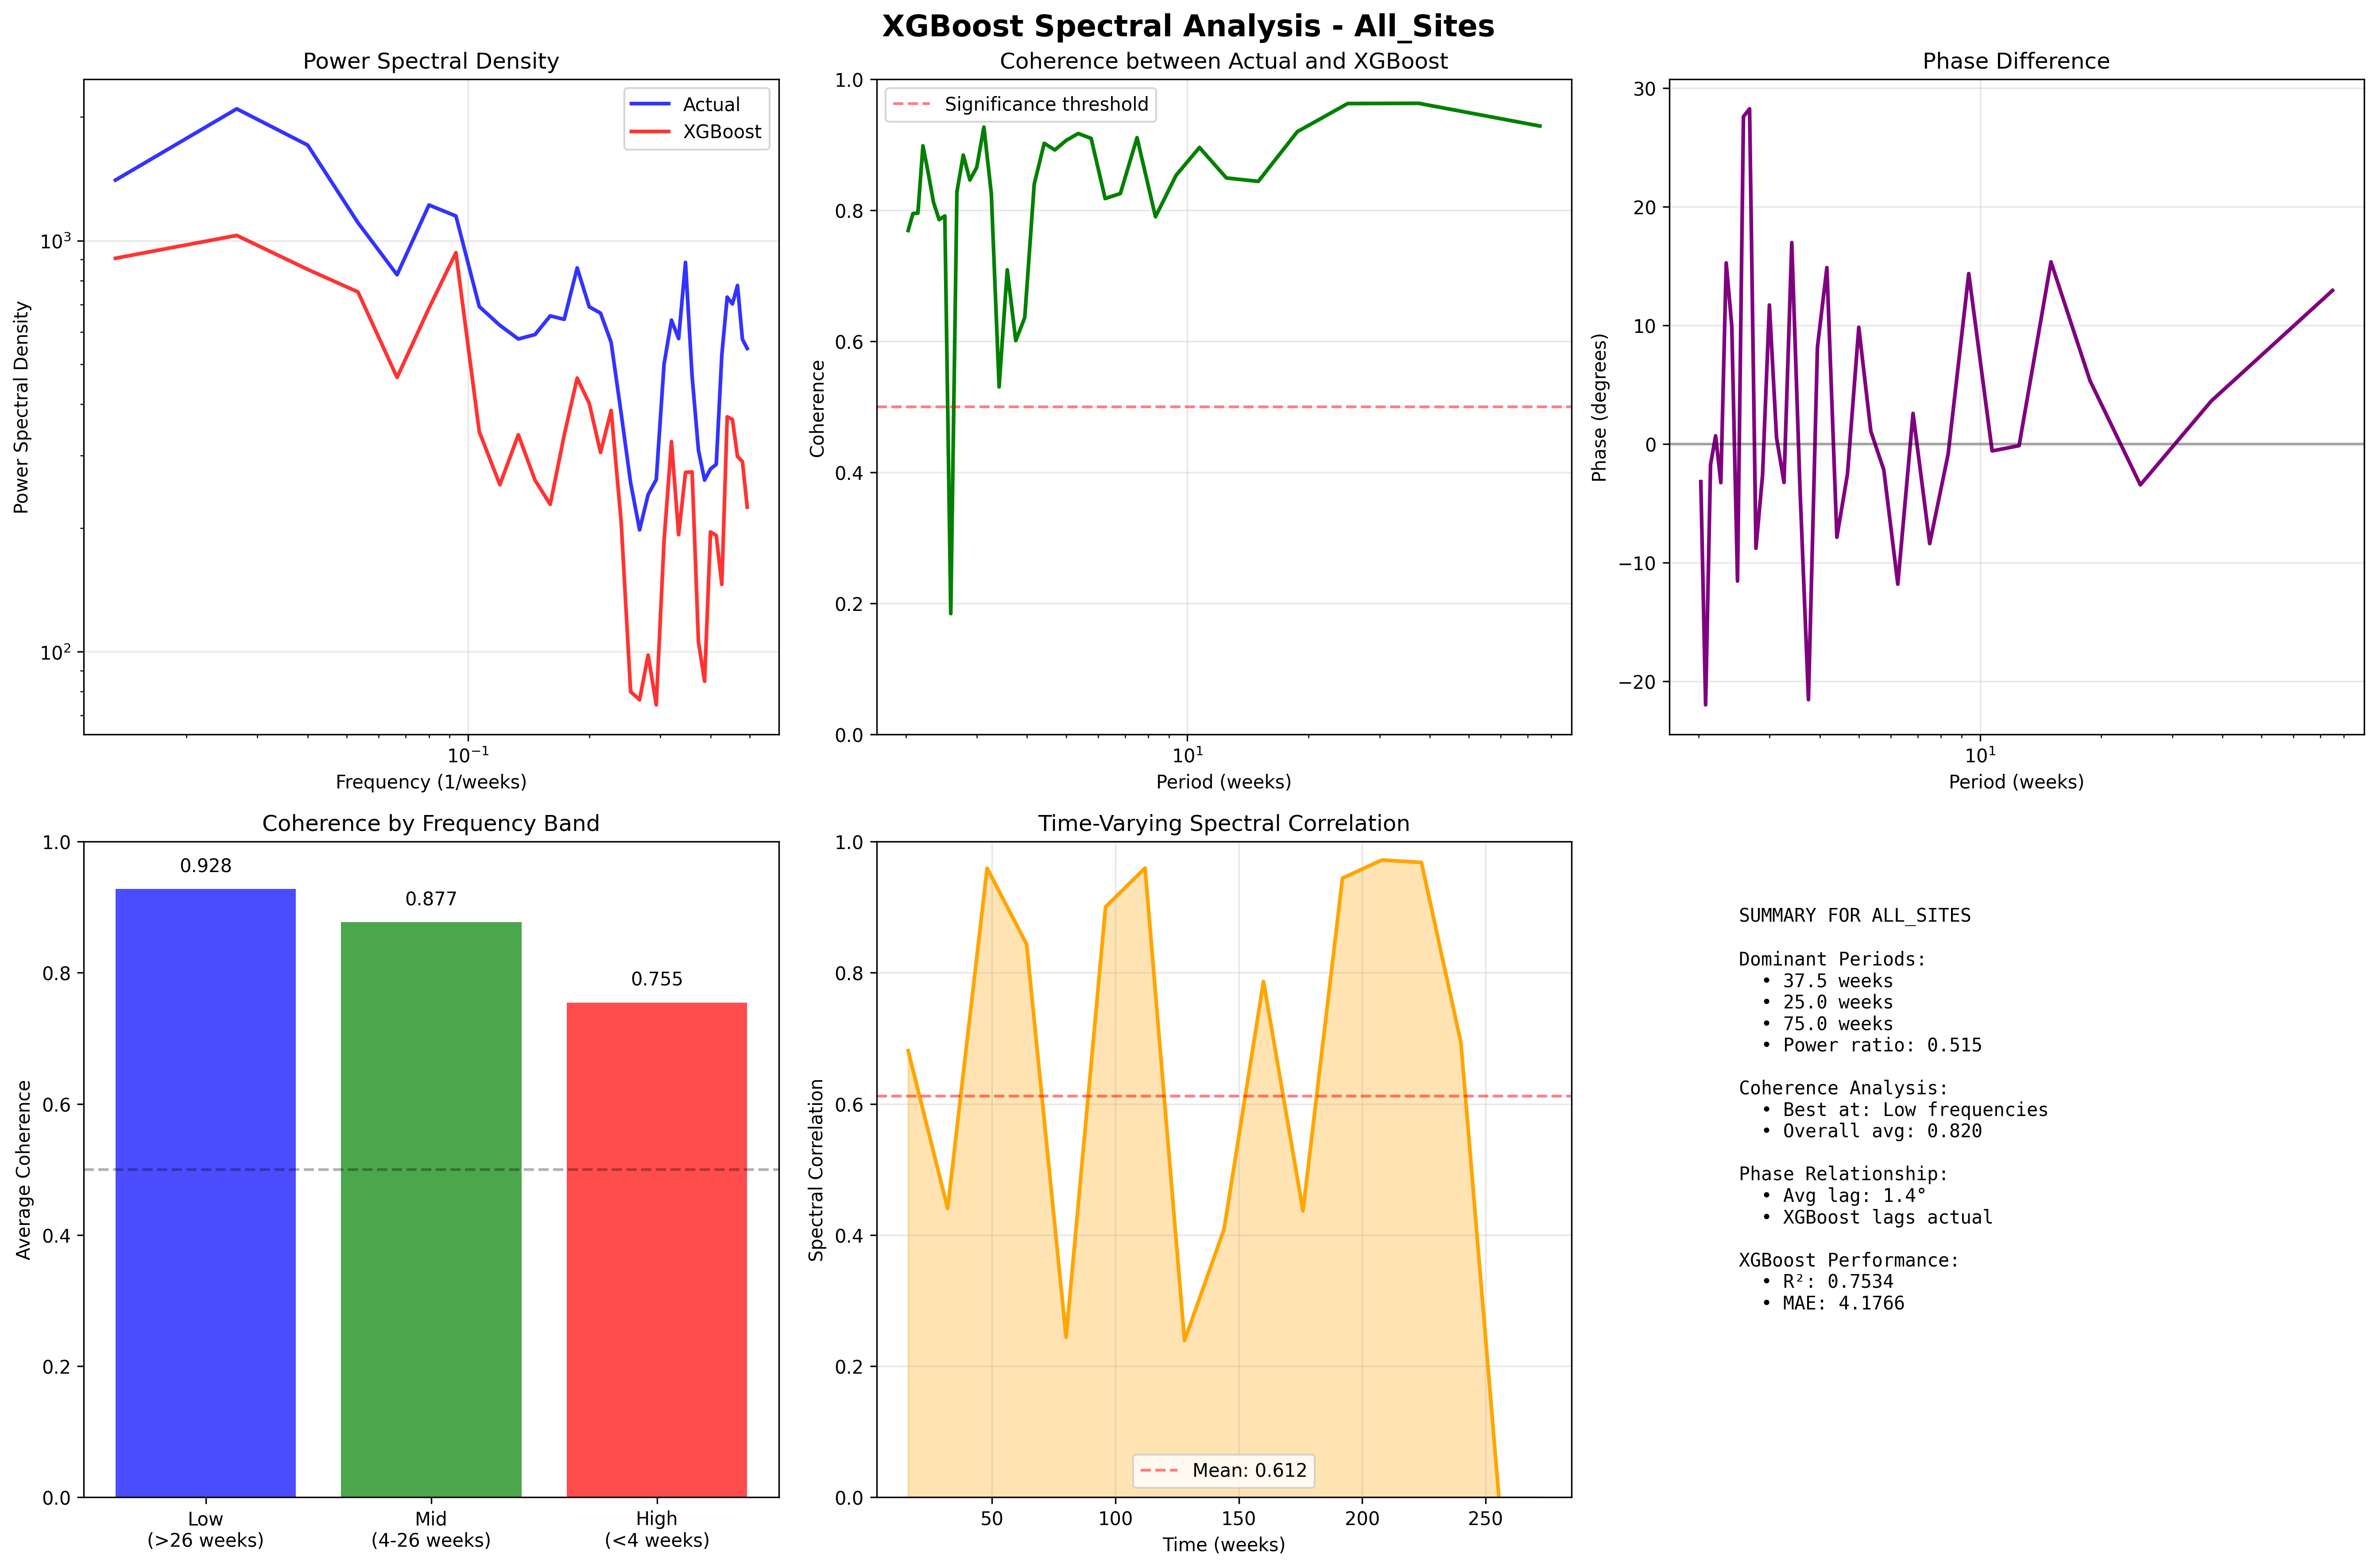 XGBoost Spectral Analysis - All_Sites
Power Spectral Density
Actual
XGBoost
10³
10²
Power Spectral Density
10⁻¹
Frequency (1/weeks)
Coherence between Actual and XGBoost
Significance threshold
1.0
0.8
0.6
0.4
0.2
0.0
Coherence
10¹
Period (weeks)
Phase Difference
30
20
10
0
−10
−20
Phase (degrees)
10¹
Period (weeks)
Coherence by Frequency Band
1.0
0.8
0.6
0.4
0.2
0.0
Average Coherence
0.928
0.877
0.755
Low
(>26 weeks)
Mid
(4-26 weeks)
High
(<4 weeks)
Time-Varying Spectral Correlation
1.0
0.8
0.6
0.4
0.2
0.0
Spectral Correlation
Mean: 0.612
50
100
150
200
250
Time (weeks)
SUMMARY FOR ALL_SITES
Dominant Periods:
• 37.5 weeks
• 25.0 weeks
• 75.0 weeks
• Power ratio: 0.515
Coherence Analysis:
• Best at: Low frequencies
• Overall avg: 0.820
Phase Relationship:
• Avg lag: 1.4°
• XGBoost lags actual
XGBoost Performance:
• R²: 0.7534
• MAE: 4.1766